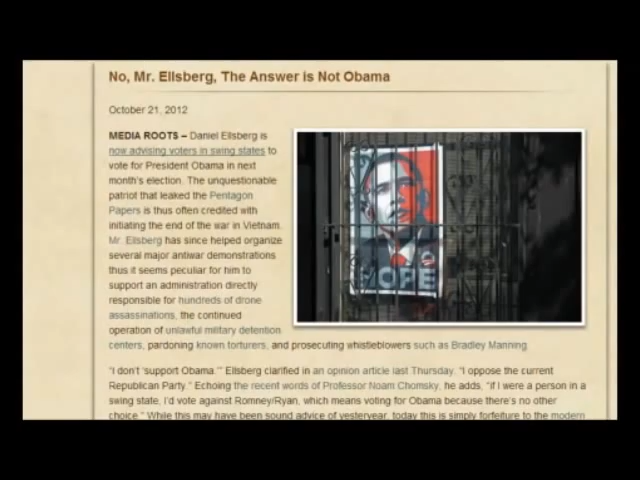 No, Mr. Ellsberg, The Answer is Not Obama
October 21, 2012
MEDIA ROOTS – Daniel Ellsberg is
now advising voters in swing states to
vote for President Obama in next
month's election. The unquestionable
patriot that leaked the Pentagon
Papers is thus often credited with
initiating the end of the war in Vietnam.
Mr. Ellsberg has since helped organize
several major antiwar demonstrations
thus it seems peculiar for him to
support an administration directly
responsible for hundreds of drone
assassinations, the continued
operation of unlawful military detention
centers, pardoning known torturers, and prosecuting whistleblowers such as Bradley Manning.
HOPE
"I don't 'support Obama.'" Ellsberg clarified in an opinion article last Thursday. "I oppose the current
Republican Party." Echoing the recent words of Professor Noam Chomsky, he adds, "if I were a person in a
swing state, I'd vote against Romney/Ryan, which means voting for Obama because there's no other
choice." While this may have been sound advice of yesteryear, today this is simply forfeiture to the modern